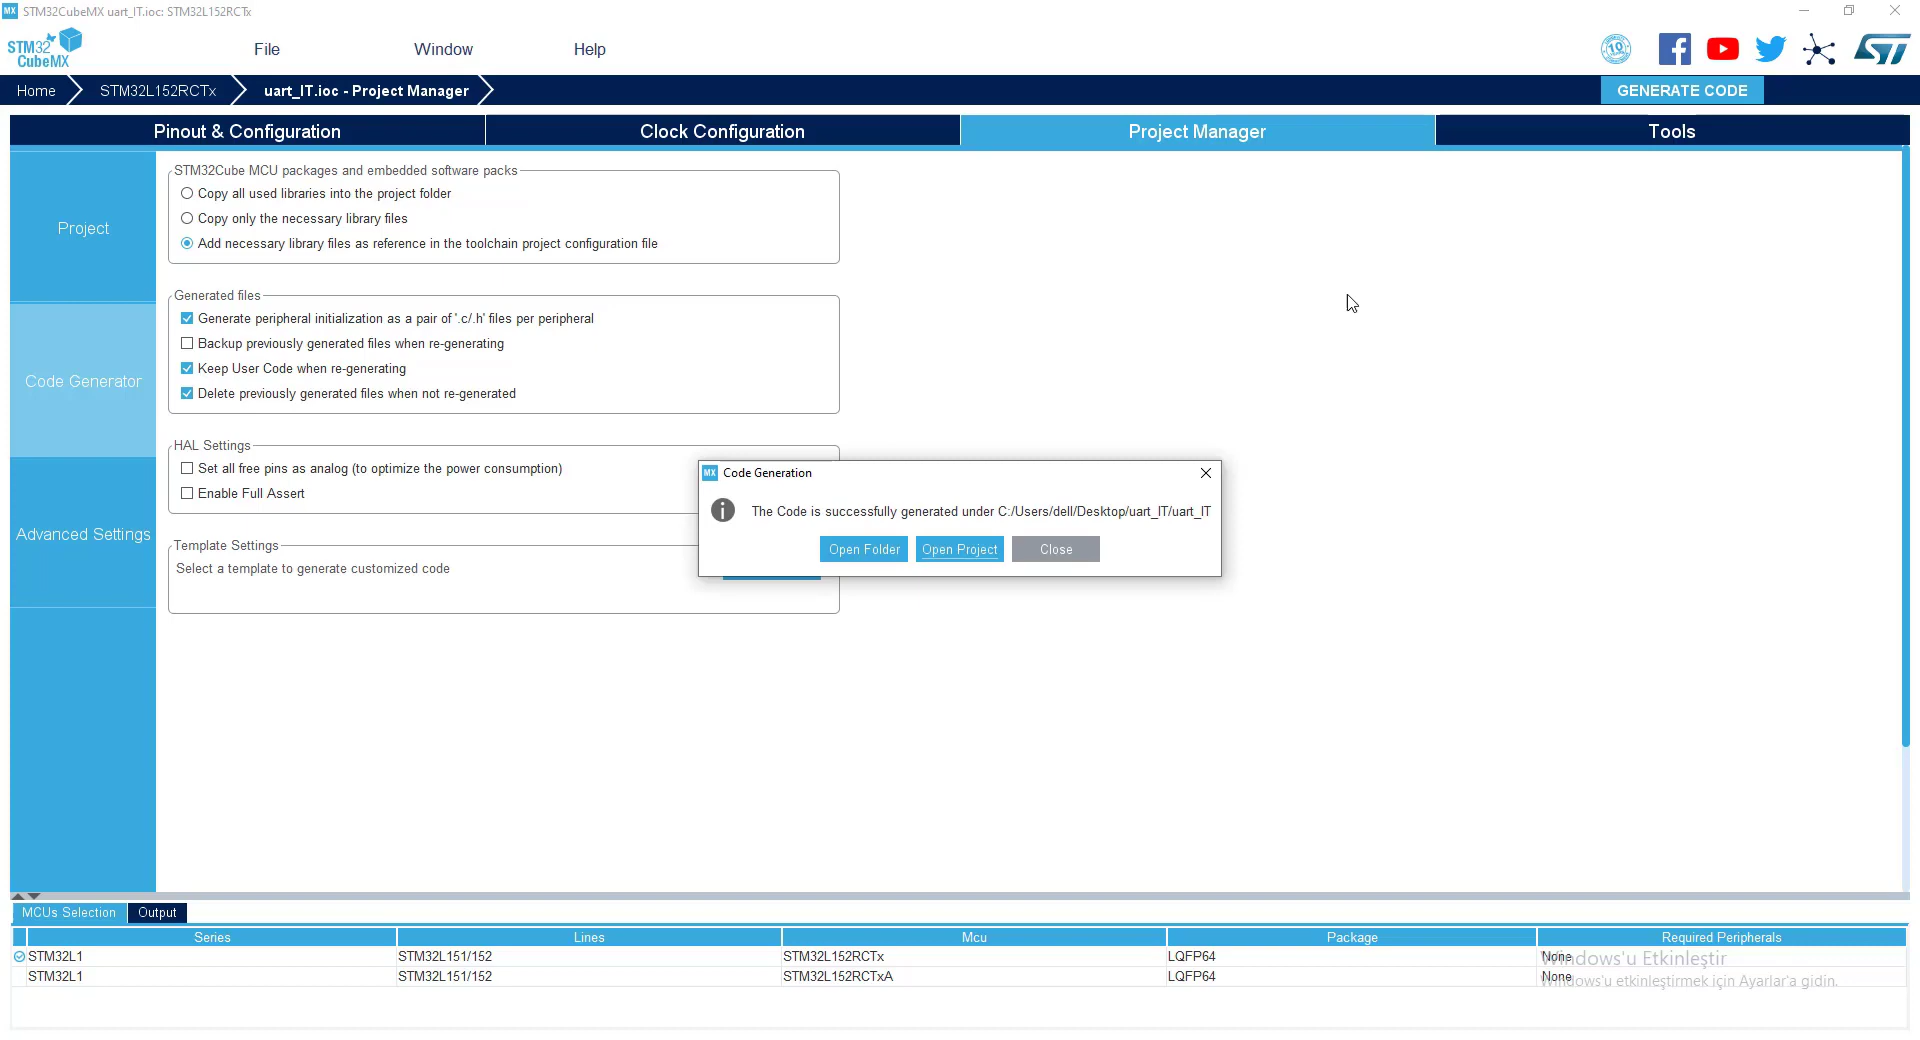 MX STM32CubeMX uart_IT.ioc: STM32L152RCTx
STM32
CubeMX
File Window Help
10
ST
Home STM32L152RCTx uart_IT.ioc - Project Manager GENERATE CODE
Pinout & Configuration Clock Configuration Project Manager Tools
Project
Code Generator
Advanced Settings
STM32Cube MCU packages and embedded software packs
Copy all used libraries into the project folder
Copy only the necessary library files
Add necessary library files as reference in the toolchain project configuration file
Generated files
Generate peripheral initialization as a pair of '.c/.h' files per peripheral
Backup previously generated files when re-generating
Keep User Code when re-generating
Delete previously generated files when not re-generated
HAL Settings
Set all free pins as analog (to optimize the power consumption)
Enable Full Assert
Template Settings
Select a template to generate customized code
MX Code Generation
The Code is successfully generated under C:/Users/dell/Desktop/uart_IT/uart_IT
Open Folder Open Project Close
MCUs Selection Output
Series Lines Mcu Package Required Peripherals
STM32L1 STM32L151/152 STM32L152RCTx LQFP64 None
STM32L1 STM32L151/152 STM32L152RCTxA LQFP64 None
Windows'u Etkinleştir
Windows'u etkinleştirmek için Ayarlar'a gidin.